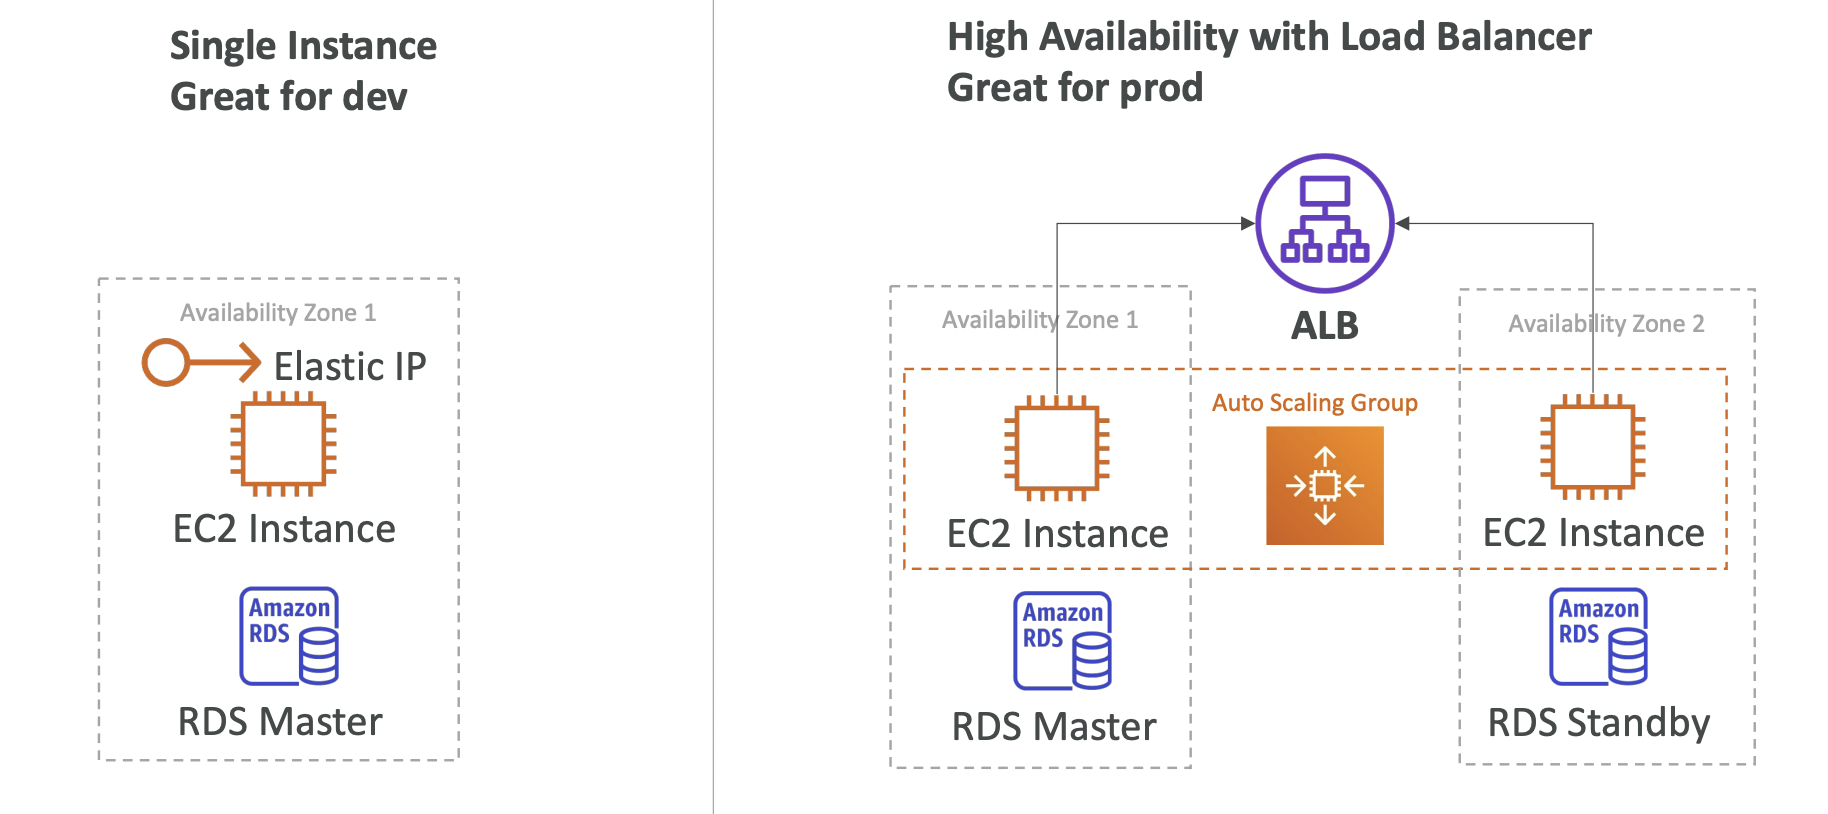 Single Instance
Great for dev
Availability Zone 1
Elastic IP
EC2 Instance
Amazon
RDS
RDS Master
High Availability with Load Balancer
Great for prod
ALB
Availability Zone 1
Availability Zone 2
Auto Scaling Group
EC2 Instance
EC2 Instance
Amazon
RDS
RDS Master
Amazon
RDS
RDS Standby